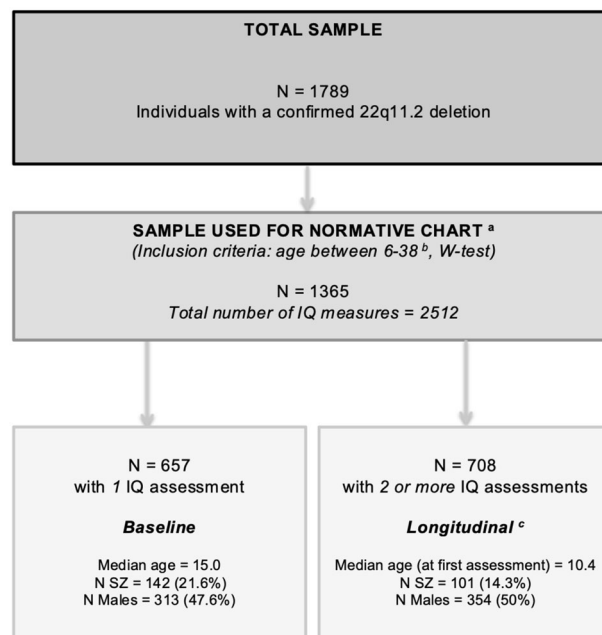 TOTAL SAMPLE
N = 1789
Individuals with a confirmed 22q11.2 deletion
SAMPLE USED FOR NORMATIVE CHART ᵃ
(Inclusion criteria: age between 6-38 ᵇ, W-test)
N = 1365
Total number of IQ measures = 2512
N = 657
with 1 IQ assessment
Baseline
Median age = 15.0
N SZ = 142 (21.6%)
N Males = 313 (47.6%)
N = 708
with 2 or more IQ assessments
Longitudinal ᶜ
Median age (at first assessment) = 10.4
N SZ = 101 (14.3%)
N Males = 354 (50%)